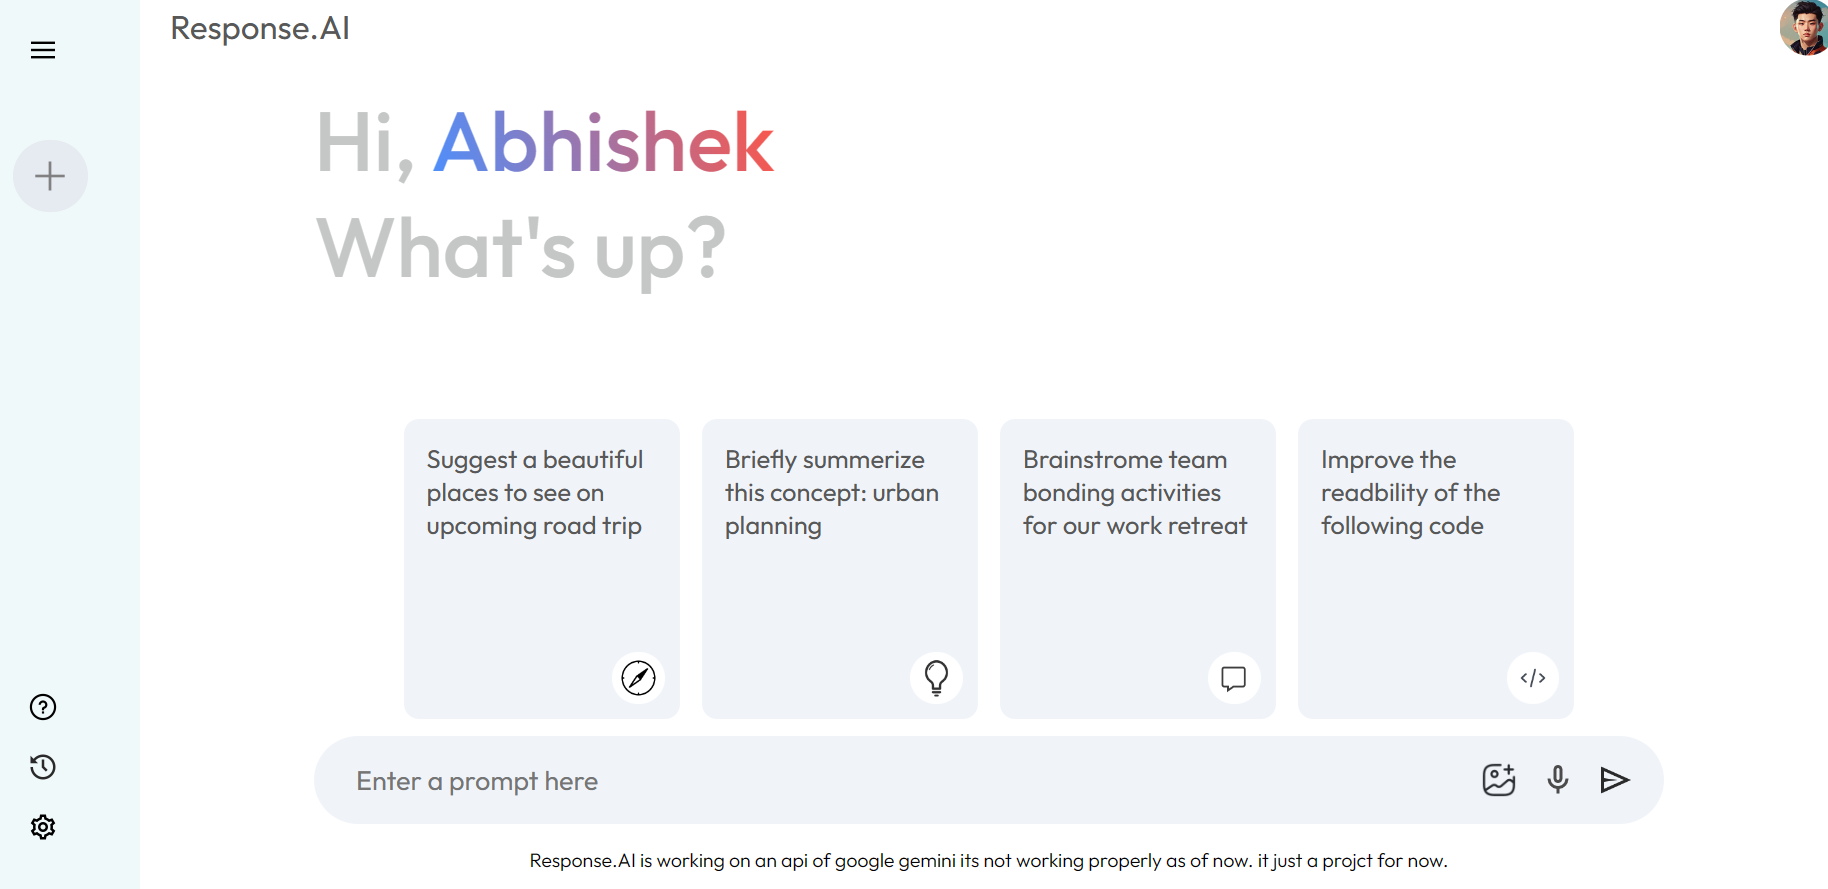 Response.AI
Hi, Abhishek
What's up?
Suggest a beautiful
places to see on
upcoming road trip
Briefly summerize
this concept: urban
planning
Brainstrome team
bonding activities
for our work retreat
Improve the
readbility of the
following code
Enter a prompt here
Response.AI is working on an api of google gemini its not working properly as of now. it just a projct for now.